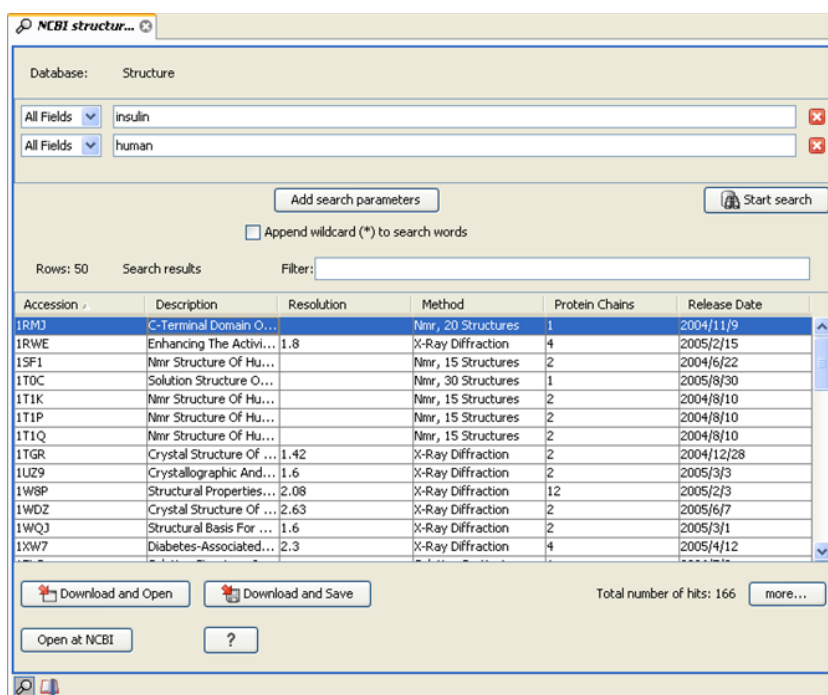 NCBI structur...
Database: Structure
All Fields insulin
All Fields human
Add search parameters Start search
Append wildcard (*) to search words
Rows: 50 Search results Filter:
Accession Description Resolution Method Protein Chains Release Date
1RMJ C-Terminal Domain O... Nmr, 20 Structures 1 2004/11/9
1RWE Enhancing The Activi... 1.8 X-Ray Diffraction 4 2005/2/15
1SF1 Nmr Structure Of Hu... Nmr, 15 Structures 2 2004/6/22
1T0C Solution Structure O... Nmr, 30 Structures 1 2005/8/30
1T1K Nmr Structure Of Hu... Nmr, 15 Structures 2 2004/8/10
1T1P Nmr Structure Of Hu... Nmr, 15 Structures 2 2004/8/10
1T1Q Nmr Structure Of Hu... Nmr, 15 Structures 2 2004/8/10
1TGR Crystal Structure Of ... 1.42 X-Ray Diffraction 2 2004/12/28
1UZ9 Crystallographic And... 1.6 X-Ray Diffraction 2 2005/3/3
1W8P Structural Properties... 2.08 X-Ray Diffraction 12 2005/2/3
1WDZ Crystal Structure Of ... 2.63 X-Ray Diffraction 2 2005/6/7
1WQJ Structural Basis For ... 1.6 X-Ray Diffraction 2 2005/3/1
1XW7 Diabetes-Associated... 2.3 X-Ray Diffraction 4 2005/4/12
Download and Open Download and Save Total number of hits: 166 more...
Open at NCBI ?